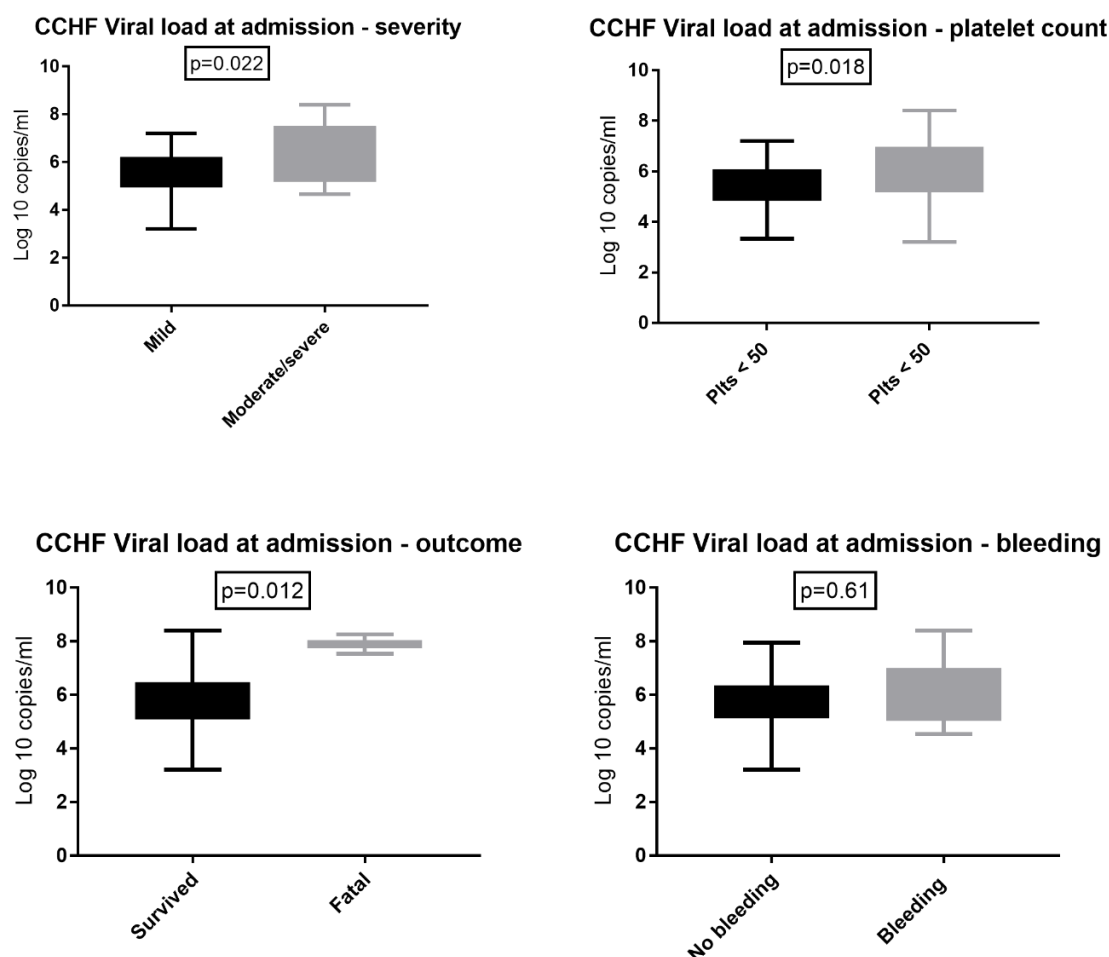 CCHF Viral load at admission - severity
p=0.022
10
8
6
4
2
0
Log 10 copies/ml
Mild
Moderate/severe
CCHF Viral load at admission - platelet count
p=0.018
10
8
6
4
2
0
Log 10 copies/ml
Plts < 50
Plts < 50
CCHF Viral load at admission - outcome
p=0.012
10
8
6
4
2
0
Log 10 copies/ml
Survived
Fatal
CCHF Viral load at admission - bleeding
p=0.61
10
8
6
4
2
0
Log 10 copies/ml
No bleeding
Bleeding